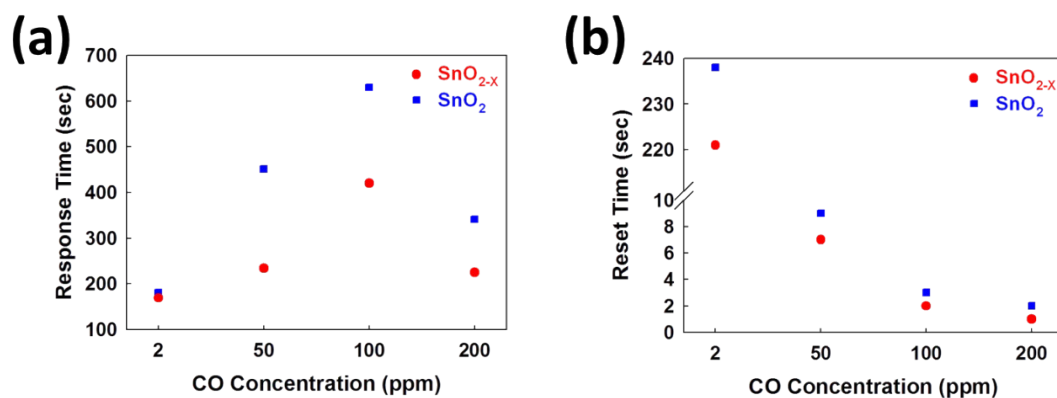 (a)
700
600
500
400
300
200
100
Response Time (sec)
SnO2-X
SnO2
2 50 100 200
CO Concentration (ppm)
(b)
240
230
220
10
8
6
4
2
0
Reset Time (sec)
SnO2-X
SnO2
2 50 100 200
CO Concentration (ppm)